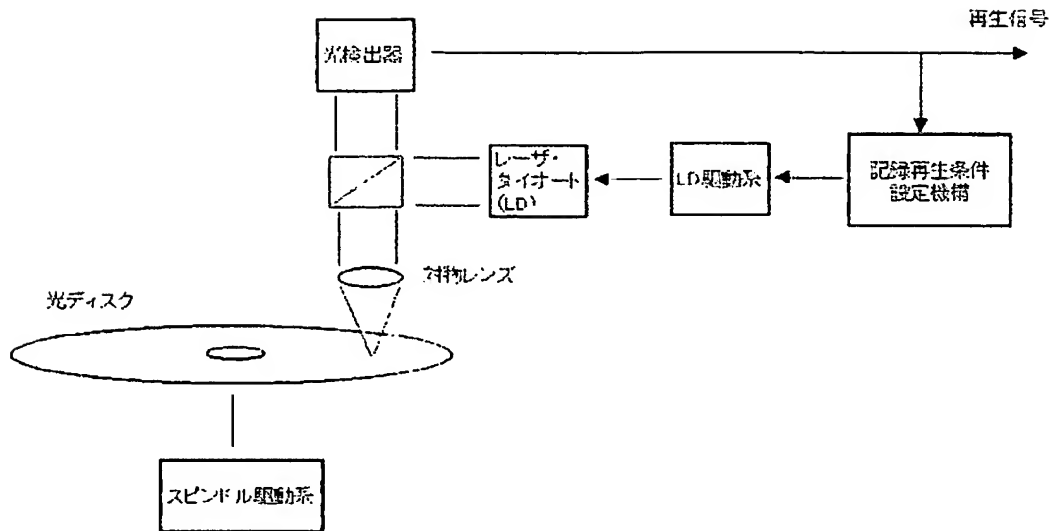 再生信号
光検出器
レーザ・
ダイオート
(LD)
LD駆動系
記録再生条件
設定機構
対物レンズ
光ディスク
スピンドル駆動系